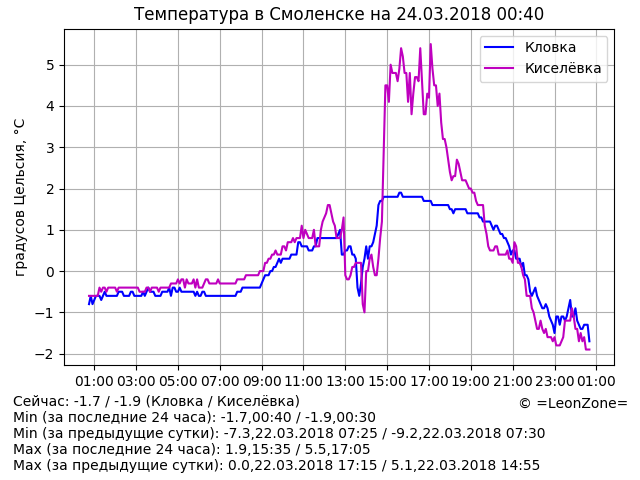 Температура в Смоленске на 24.03.2018 00:40
Кловка
Киселёвка
градусов Цельсия, °C
5
4
3
2
1
0
−1
−2
01:00 03:00 05:00 07:00 09:00 11:00 13:00 15:00 17:00 19:00 21:00 23:00 01:00
Сейчас: -1.7 / -1.9 (Кловка / Киселёвка)
© =LeonZone=
Min (за последние 24 часа): -1.7,00:40 / -1.9,00:30
Min (за предыдущие сутки): -7.3,22.03.2018 07:25 / -9.2,22.03.2018 07:30
Max (за последние 24 часа): 1.9,15:35 / 5.5,17:05
Max (за предыдущие сутки): 0.0,22.03.2018 17:15 / 5.1,22.03.2018 14:55